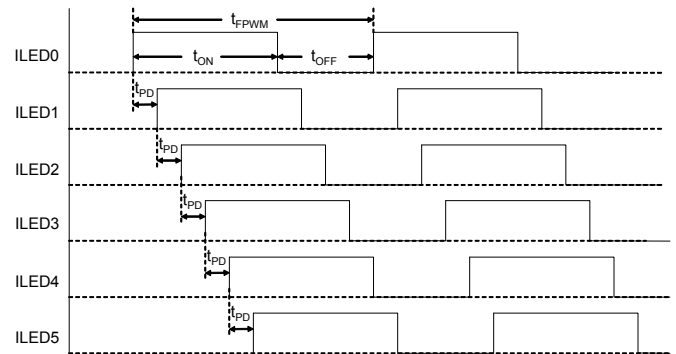 tFPWM
ILED0
tON
tOFF
tPD
ILED1
tPD
ILED2
tPD
ILED3
tPD
ILED4
tPD
ILED5